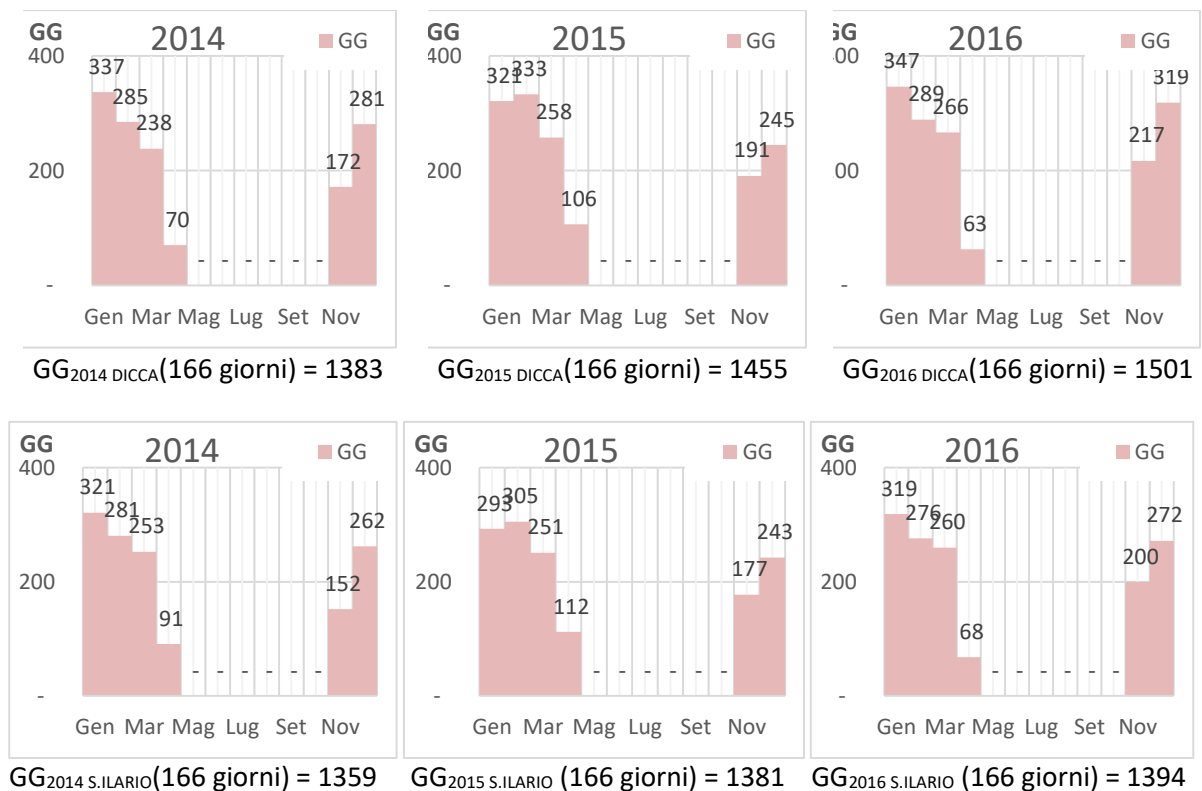 GG 2014 GG
400
337
285
238
281
172
200
70
- - - - - -
-
Gen Mar Mag Lug Set Nov
GG2014 DICCA(166 giorni) = 1383
GG 2015 GG
400
321
333
258
245
191
200
106
- - - - - -
-
Gen Mar Mag Lug Set Nov
GG2015 DICCA(166 giorni) = 1455
GG 2016 GG
00
347
289
266
319
217
00
63
- - - - - -
-
Gen Mar Mag Lug Set Nov
GG2016 DICCA(166 giorni) = 1501
GG 2014 GG
400
321
281
253
262
152
200
91
- - - - - -
-
Gen Mar Mag Lug Set Nov
GG2014 S.ILARIO(166 giorni) = 1359
GG 2015 GG
400
293
305
251
243
177
200
112
- - - - - -
-
Gen Mar Mag Lug Set Nov
GG2015 S.ILARIO (166 giorni) = 1381
GG 2016 GG
400
319
276
260
272
200
200
68
- - - - - -
-
Gen Mar Mag Lug Set Nov
GG2016 S.ILARIO (166 giorni) = 1394